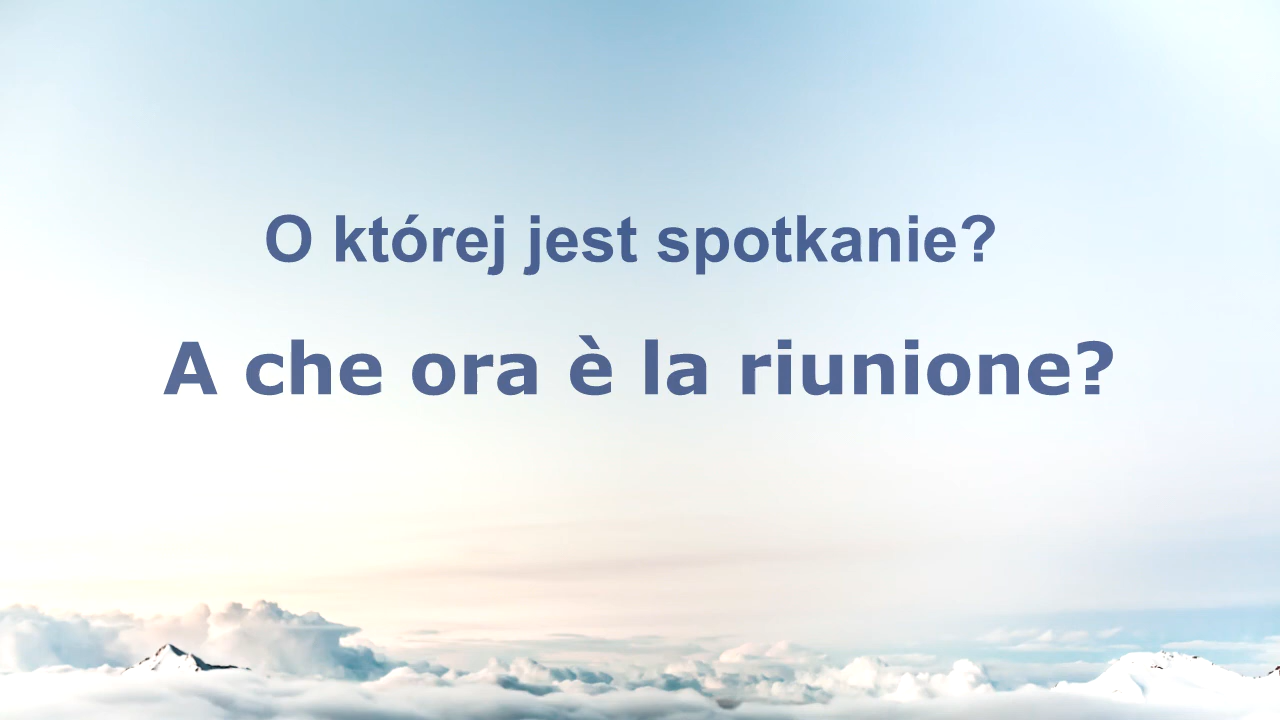 O której jest spotkanie?
A che ora è la riunione?